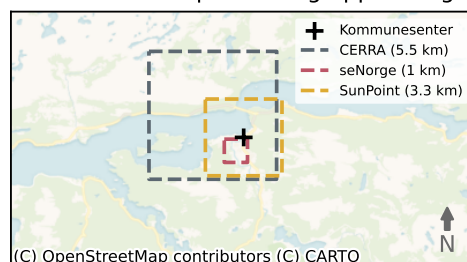 Kommunesenter
CERRA (5.5 km)
seNorge (1 km)
SunPoint (3.3 km)
N
(C) OpenStreetMap contributors (C) CARTO